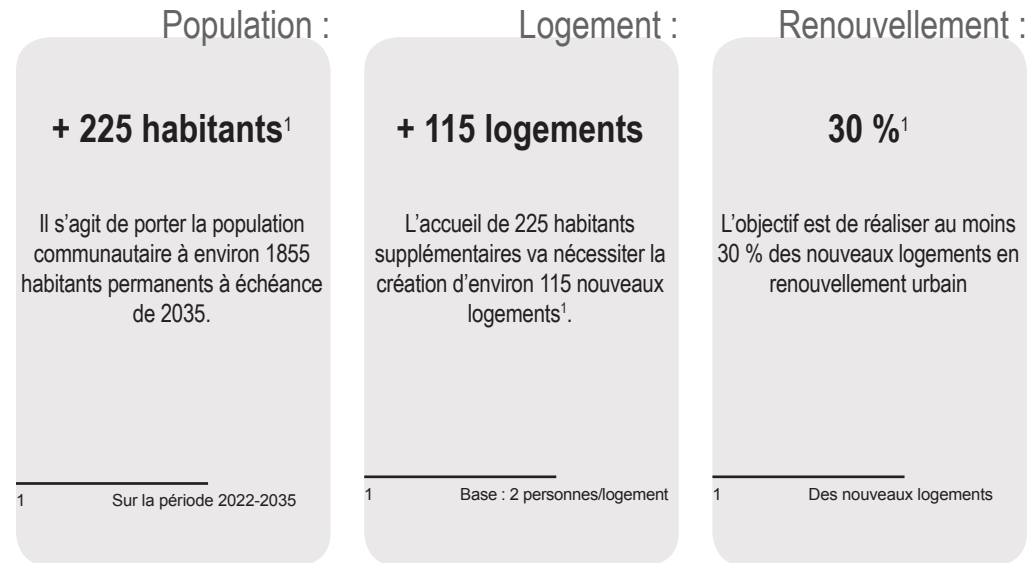 Population :
+ 225 habitants¹
Il s’agit de porter la population
communautaire à environ 1855
habitants permanents à échéance
de 2035.
1 Sur la période 2022-2035
Logement :
+ 115 logements
L’accueil de 225 habitants
supplémentaires va nécessiter la
création d’environ 115 nouveaux
logements¹.
1 Base : 2 personnes/logement
Renouvellement :
30 %¹
L’objectif est de réaliser au moins
30 % des nouveaux logements en
renouvellement urbain
1 Des nouveaux logements